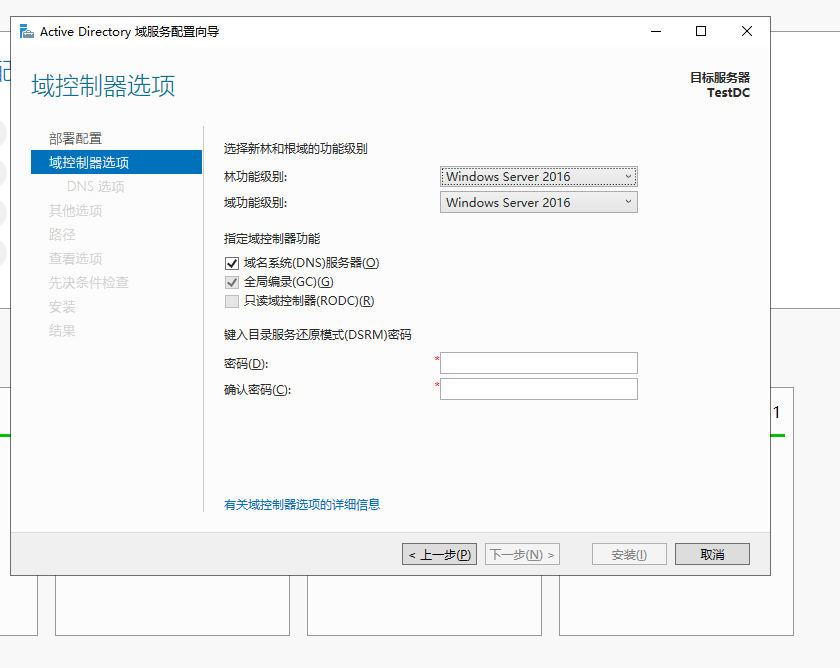 Active Directory 域服务配置向导
域控制器选项
目标服务器
TestDC
部署配置
域控制器选项
DNS 选项
其他选项
路径
查看选项
先决条件检查
安装
结果
选择新林和根域的功能级别
林功能级别: Windows Server 2016
域功能级别: Windows Server 2016
指定域控制器功能
域名系统(DNS)服务器(O)
全局编录(GC)(G)
只读域控制器(RODC)(R)
键入目录服务还原模式(DSRM)密码
密码(D): *
确认密码(C): *
有关域控制器选项的详细信息
< 上一步(P) 下一步(N) > 安装(I) 取消
1